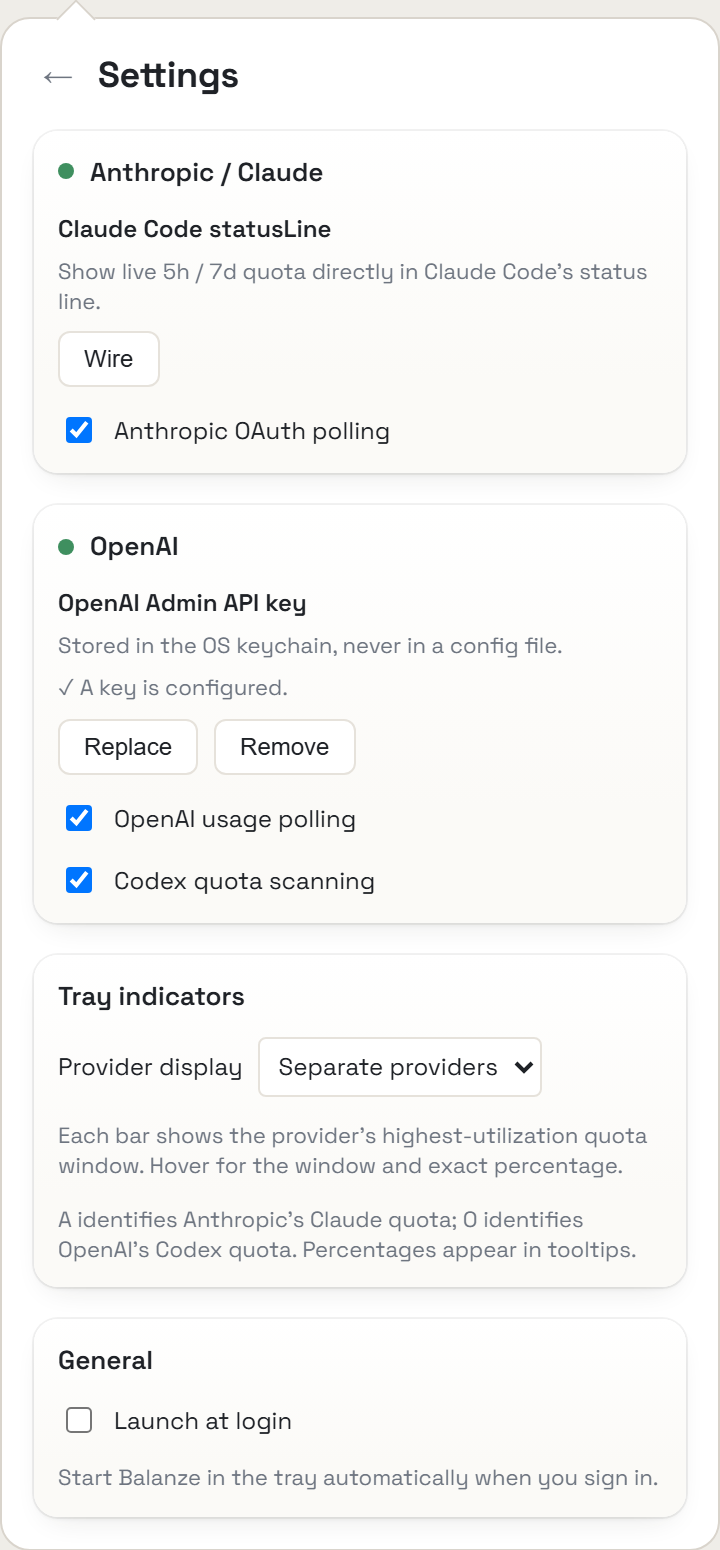 ← Settings
Anthropic / Claude
Claude Code statusLine
Show live 5h / 7d quota directly in Claude Code’s status
line.
Wire
Anthropic OAuth polling
OpenAI
OpenAI Admin API key
Stored in the OS keychain, never in a config file.
✓ A key is configured.
Replace Remove
OpenAI usage polling
Codex quota scanning
Tray indicators
Provider display Separate providers
Each bar shows the provider’s highest-utilization quota
window. Hover for the window and exact percentage.
A identifies Anthropic’s Claude quota; O identifies
OpenAI’s Codex quota. Percentages appear in tooltips.
General
Launch at login
Start Balanze in the tray automatically when you sign in.